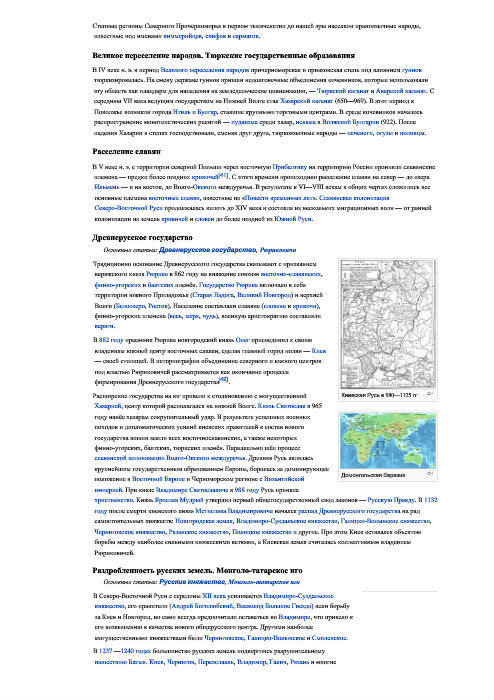 Степные регионы Северного Причерноморья в первом тысячелетии до нашей эры населяли ираноязычные народы,
известные под именами киммерийцев, скифов и сарматов.
Великое переселение народов. Тюркские государственные образования
В IV веке н. э. в период Великого переселения народов причерноморская и приазовская степь под влиянием гуннов
тюркизировалась. На смену державе гуннов приходят недолговечные объединения кочевников, которые использовали
эту область как плацдарм для нападения на земледельческие цивилизации, — Тюркский каганат и Аварский каганат. С
середины VII века ведущим государством на Нижней Волге стал Хазарский каганат (650—969). В этот период в
Поволжье возникли города Итиль и Булгар, ставшие крупными торговыми центрами. В среде кочевников началось
распространение монотеистических религий — иудаизма среди хазар, ислама в Волжской Булгарии (922). После
падения Хазарии в степях господствовали, сменяя друг друга, тюркоязычные народы — печенеги, огузы и половцы.
Расселение славян
В V веке н. э. с территории северной Польши через восточную Прибалтику на территорию России проникли славянские
племена — предки более поздних кривичей[41]. С этого времени происходило расселение славян на север — до озера
Ильмень — и на восток, до Волго-Окского междуречья. В результате к VI—VIII векам в общих чертах сложились все
основные племена восточных славян, известные из «Повести временных лет». Славянская колонизация
Северо-Восточной Руси продолжалась вплоть до XIV века и состояла из нескольких миграционных волн — от ранней
колонизации из земель кривичей и словен до более поздней из Южной Руси.
Древнерусское государство
Основные статьи: Древнерусское государство, Рюриковичи
Традиционно основание Древнерусского государства связывают с призванием
варяжского князя Рюрика в 862 году на княжение союзом восточно-славянских,
финно-угорских и балтских племён. Государство Рюрика включало в себя
территории южного Приладожья (Старая Ладога, Великий Новгород) и верхней
Волги (Белоозеро, Ростов). Население составляли славяне (словене и кривичи),
финно-угорские племена (весь, меря, чудь), военную аристократию составляли
варяги.
В 882 году преемник Рюрика новгородский князь Олег присоединил к своим
владениям южный центр восточных славян, сделав главный город полян — Киев
— своей столицей. В историографии объединение северного и южного центров
под властью Рюриковичей рассматривается как окончание процесса
формирования Древнерусского государства[42].
Киевская Русь в 980—1125 гг
Расширение государства на юг привело к столкновению с могущественной
Хазарией, центр которой располагался на нижней Волге. Князь Святослав в 965
году нанёс хазарам сокрушительный удар. В результате успешных военных
походов и дипломатических усилий киевских правителей в состав нового
государства вошли земли всех восточнославянских, а также некоторых
финно-угорских, балтских, тюркских племён. Параллельно шёл процесс
славянской колонизации Волго-Окского междуречья. Древняя Русь являлась
крупнейшим государственным образованием Европы, боролась за доминирующее
положение в Восточной Европе и Черноморском регионе с Византийской
империей. При князе Владимире Святославиче в 988 году Русь приняла
Домонгольская Евразия
христианство. Князь Ярослав Мудрый утвердил первый общегосударственный свод законов — Русскую Правду. В 1132
году после смерти киевского князя Мстислава Владимировича начался распад Древнерусского государства на ряд
самостоятельных княжеств: Новгородская земля, Владимиро-Суздальское княжество, Галицко-Волынское княжество,
Черниговское княжество, Рязанское княжество, Полоцкое княжество и другие. При этом Киев оставался объектом
борьбы между наиболее сильными княжескими ветвями, а Киевская земля считалась коллективным владением
Рюриковичей.
Раздробленность русских земель. Монголо-татарское иго
Основные статьи: Русские княжества, Монголо-татарское иго
В Северо-Восточной Руси с середины XII века усиливается Владимиро-Суздальское
княжество, его правители (Андрей Боголюбский, Всеволод Большое Гнездо) вели борьбу
за Киев и Новгород, но сами всегда предпочитали оставаться во Владимире, что привело к
его возвышению в качестве нового общерусского центра. Другими наиболее
могущественными княжествами были Черниговское, Галицко-Волынское и Смоленское.
В 1237 —1240 годах большинство русских земель подверглись разрушительному
нашествию Батыя. Киев, Чернигов, Переяславль, Владимир, Галич, Рязань и многие